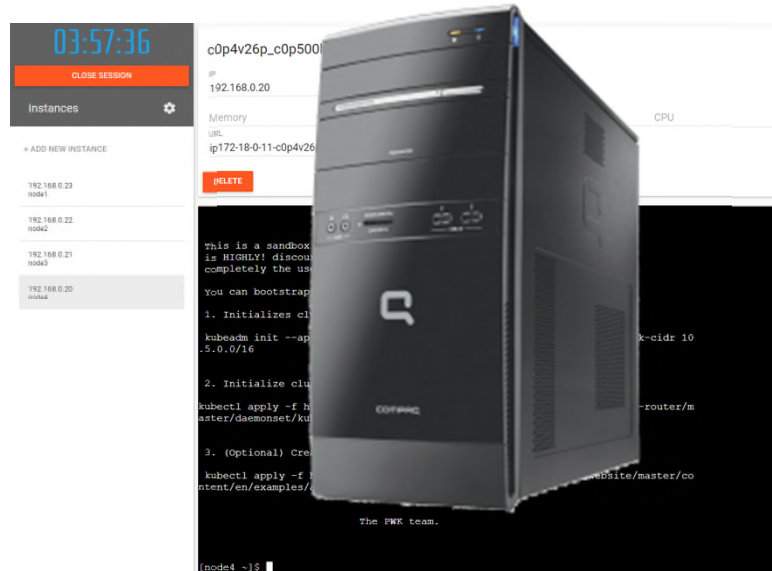 03:57:36
CLOSE SESSION
Instances
+ ADD NEW INSTANCE
192.168.0.23
node1
192.168.0.22
node2
192.168.0.21
node3
192.168.0.20
node4
c0p4v26p_c0p500
IP
192.168.0.20
Memory
CPU
URL
ip172-18-0-11-c0p4v26
DELETE
This is a sandbox
is HIGHLY! discou
completely the us
You can bootstrap
1. Initializes cl
kubeadm init --ap k-cidr 10
.5.0.0/16
2. Initialize clu
kubectl apply -f h -router/m
aster/daemonset/ku
3. (Optional) Crea
kubectl apply -f h website/master/co
ntent/en/examples/
The PWK team.
[node4 ~]$
COMPAQ